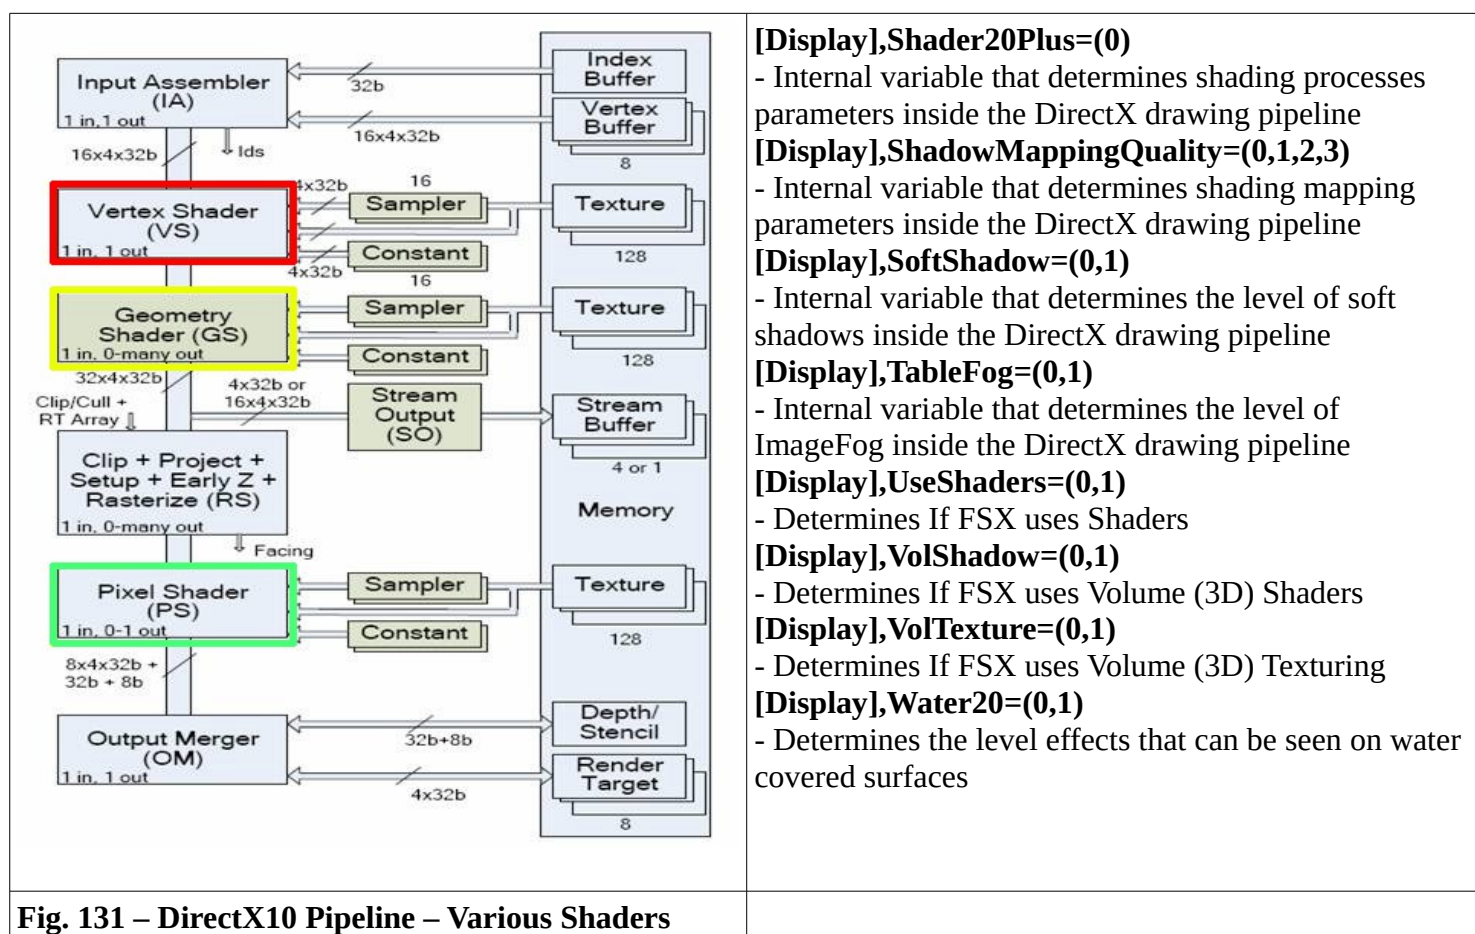 Input Assembler
(IA)
1 in,1 out
32b
Index
Buffer
Vertex
Buffer
16x4x32b
8
16x4x32b
Ids
Vertex Shader
(VS)
1 in, 1 out
4x32b
16
Sampler
Texture
Constant
128
4x32b
16
Geometry
Shader (GS)
1 in, 0-many out
Sampler
Texture
Constant
128
32x4x32b
4x32b or
16x4x32b
Clip/Cull +
RT Array
Stream
Output
(SO)
Stream
Buffer
4 or 1
Clip + Project +
Setup + Early Z +
Rasterize (RS)
1 in, 0-many out
Memory
Facing
Pixel Shader
(PS)
1 in, 0-1 out
Sampler
Texture
Constant
128
8x4x32b +
32b + 8b
Output Merger
(OM)
1 in, 1 out
32b+8b
Depth/
Stencil
4x32b
Render
Target
8
[Display],Shader20Plus=(0)
- Internal variable that determines shading processes
parameters inside the DirectX drawing pipeline
[Display],ShadowMappingQuality=(0,1,2,3)
- Internal variable that determines shading mapping
parameters inside the DirectX drawing pipeline
[Display],SoftShadow=(0,1)
- Internal variable that determines the level of soft
shadows inside the DirectX drawing pipeline
[Display],TableFog=(0,1)
- Internal variable that determines the level of
ImageFog inside the DirectX drawing pipeline
[Display],UseShaders=(0,1)
- Determines If FSX uses Shaders
[Display],VolShadow=(0,1)
- Determines If FSX uses Volume (3D) Shaders
[Display],VolTexture=(0,1)
- Determines If FSX uses Volume (3D) Texturing
[Display],Water20=(0,1)
- Determines the level effects that can be seen on water
covered surfaces
Fig. 131 – DirectX10 Pipeline – Various Shaders